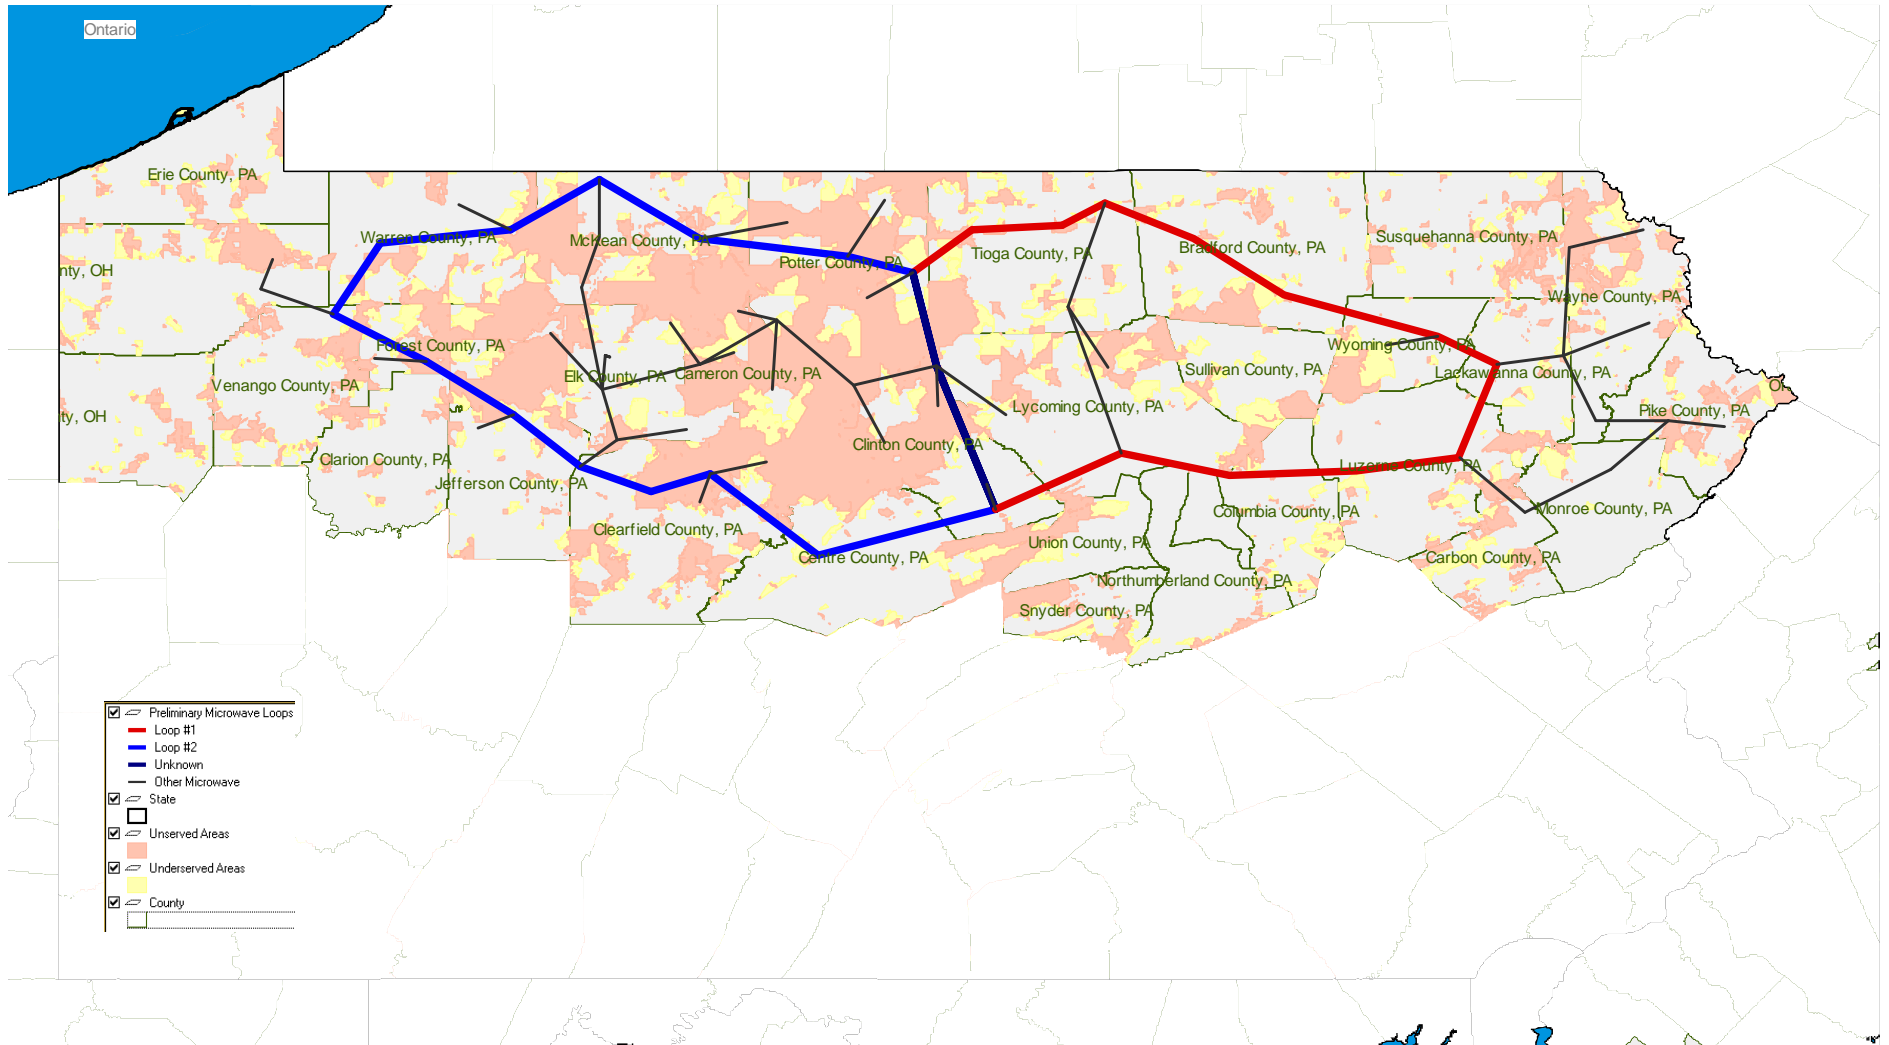 Ontario
Erie County, PA
Warren County, PA
McKean County, PA
Potter County, PA
Tioga County, PA
Bradford County, PA
Susquehanna County, PA
nty, OH
Wayne County, PA
Forest County, PA
Venango County, PA
Elk County, PA
Cameron County, PA
Sullivan County, PA
Wyoming County, PA
Lackawanna County, PA
O
nty, OH
Lycoming County, PA
Pike County, PA
Clinton County, PA
Clarion County, PA
Jefferson County, PA
Luzerne County, PA
Clearfield County, PA
Centre County, PA
Union County, PA
Columbia County, PA
Monroe County, PA
Carbon County, PA
Northumberland County, PA
Snyder County, PA
Preliminary Microwave Loops
Loop #1
Loop #2
Unknown
Other Microwave
State
Unserved Areas
Underserved Areas
County